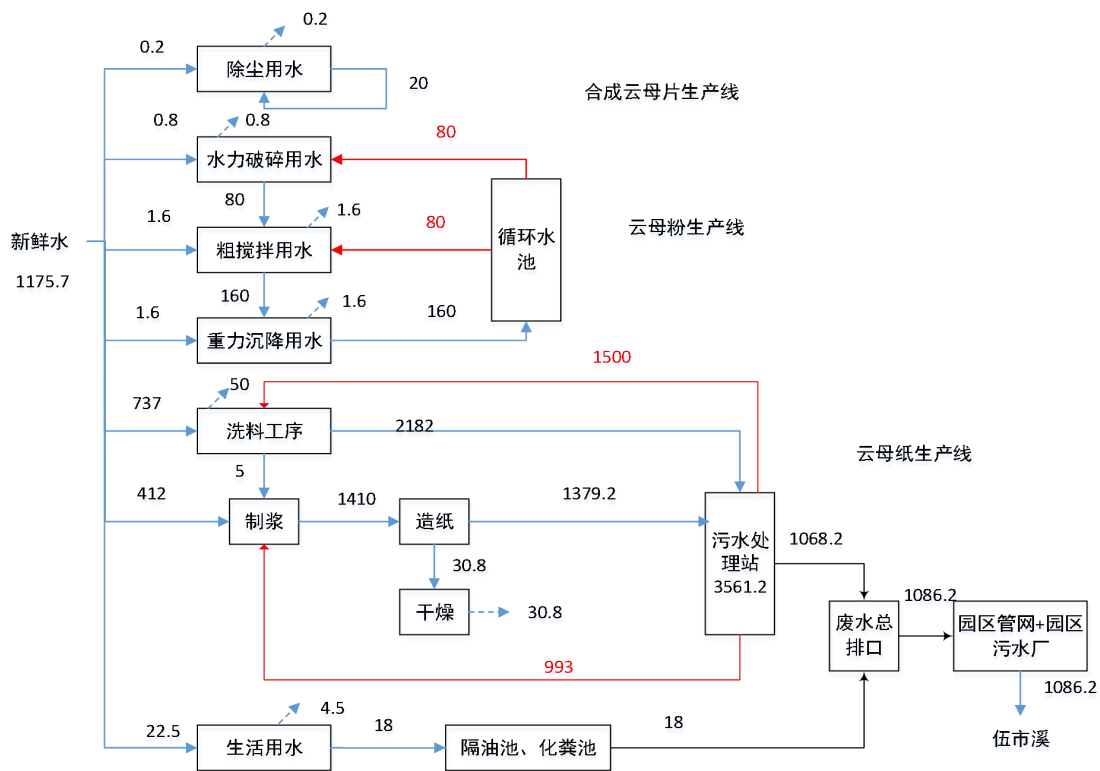 0.2
0.2
除尘用水
20
合成云母片生产线
0.8
0.8
80
水力破碎用水
80
1.6
1.6
80
云母粉生产线
新鲜水
粗搅拌用水
循环水
池
1175.7
160
1.6
1.6
160
重力沉降用水
1500
50
737
洗料工序
2182
云母纸生产线
5
412
1410
1379.2
制浆
造纸
污水处
理站
3561.2
1068.2
30.8
干燥
30.8
1086.2
废水总
排口
园区管网+园区
污水厂
993
1086.2
4.5
22.5
18
18
生活用水
隔油池、化粪池
伍市溪